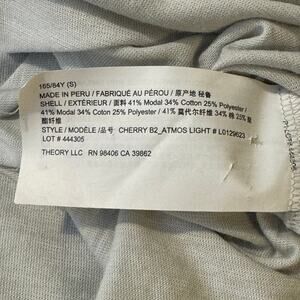 165/84Y (S)
MADE IN PERU / FABRIQUÉ AU PÉROU / 原产地 秘鲁
SHELL / EXTÉRIEUR / 面料 41% Modal 34% Cotton 25% Polyester /
41% Modal 34% Coton 25% Polyester / 41% 莫代尔纤维 34% 棉 25% 聚
酯纤维
STYLE / MODÈLE / 品号 CHERRY B2_ATMOS LIGHT # L0129623
LOT # 444305
THEORY LLC RN 98406 CA 39862